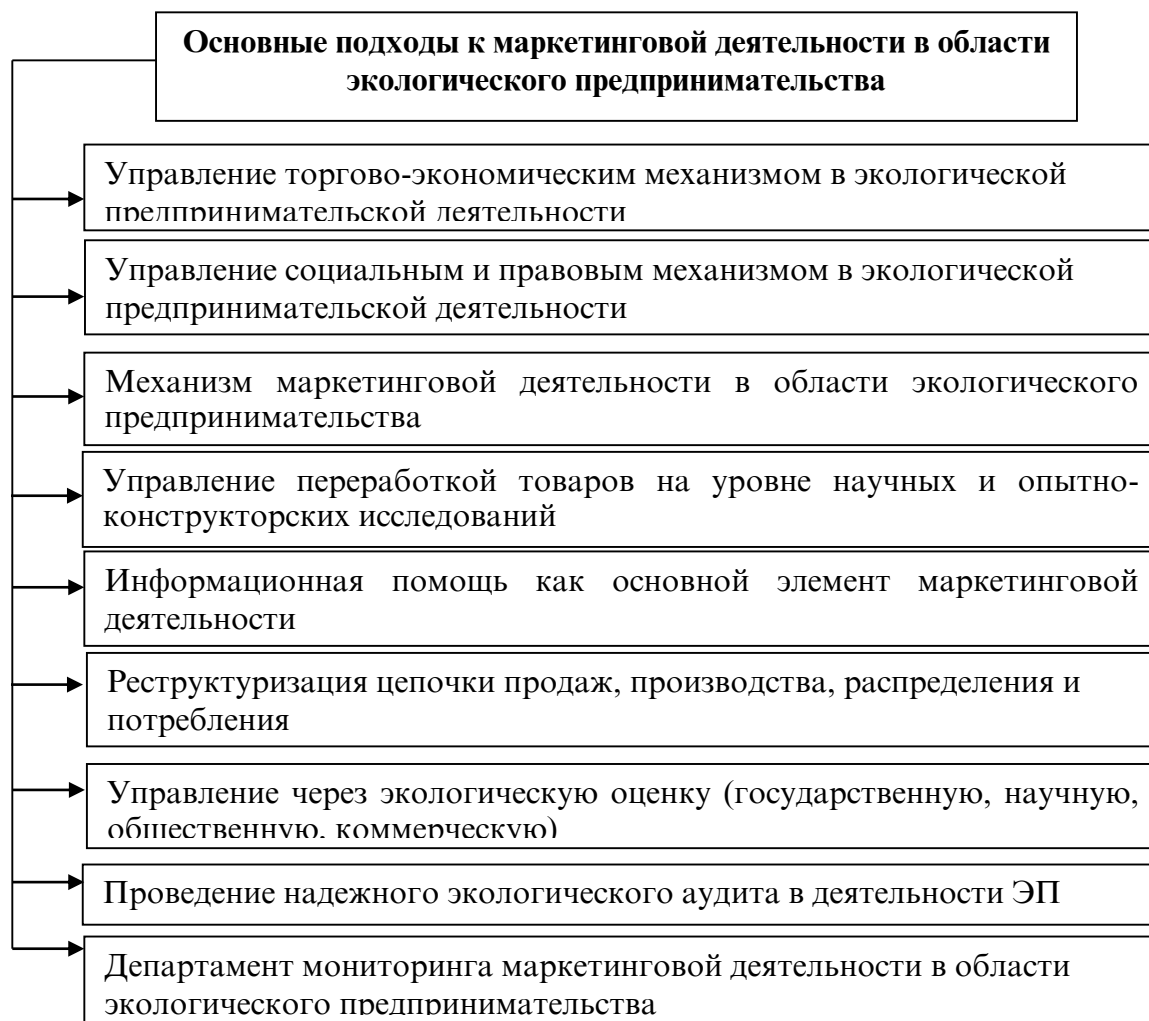 Основные подходы к маркетинговой деятельности в области
экологического предпринимательства
Управление торгово-экономическим механизмом в экологической
предпринимательской деятельности
Управление социальным и правовым механизмом в экологической
предпринимательской деятельности
Механизм маркетинговой деятельности в области экологического
предпринимательства
Управление переработкой товаров на уровне научных и опытно-
конструкторских исследований
Информационная помощь как основной элемент маркетинговой
деятельности
Реструктуризация цепочки продаж, производства, распределения и
потребления
Управление через экологическую оценку (государственную, научную,
общественную, коммерческую)
Проведение надежного экологического аудита в деятельности ЭП
Департамент мониторинга маркетинговой деятельности в области
экологического предпринимательства